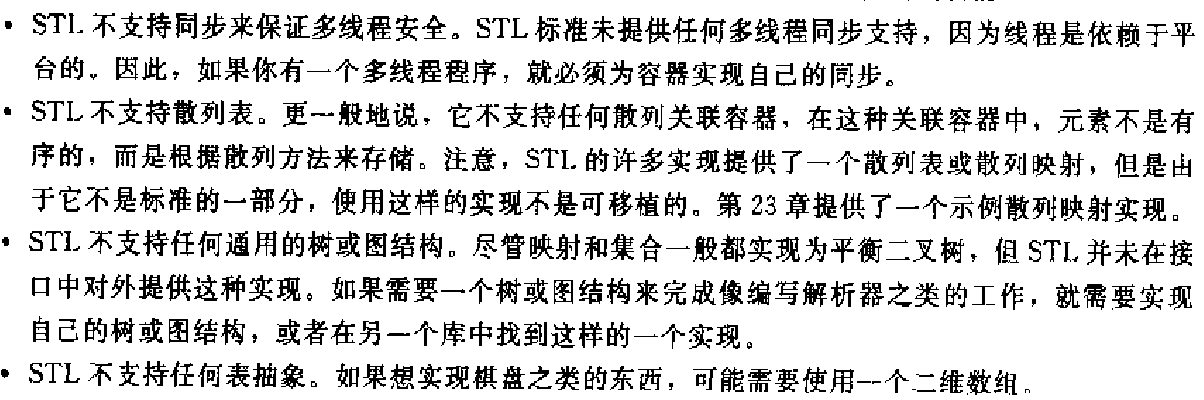 • STL 不支持同步来保证多线程安全。STL 标准未提供任何多线程同步支持，因为线程是依赖于平
台的。因此，如果你有一个多线程程序，就必须为容器实现自己的同步。
• STL 不支持散列表。更一般地说，它不支持任何散列关联容器，在这种关联容器中，元素不是有
序的，而是根据散列方法来存储。注意，STL 的许多实现提供了一个散列表或散列映射，但是由
于它不是标准的一部分，使用这样的实现不是可移植的。第 23 章提供了一个示例散列映射实现。
• STL 不支持任何通用的树或图结构。尽管映射和集合一般都实现为平衡二叉树，但 STL 并未在接
口中对外提供这种实现。如果需要一个树或图结构来完成像编写解析器之类的工作，就需要实现
自己的树或图结构，或者在另一个库中找到这样的一个实现。
• STL 不支持任何表抽象。如果想实现棋盘之类的东西，可能需要使用一个二维数组。